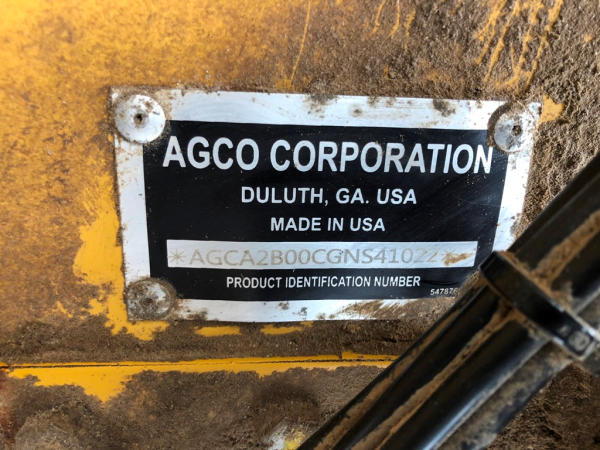 AGCO CORPORATION
DULUTH, GA. USA
MADE IN USA
*AGCA2B00CGNS41022*
PRODUCT IDENTIFICATION NUMBER